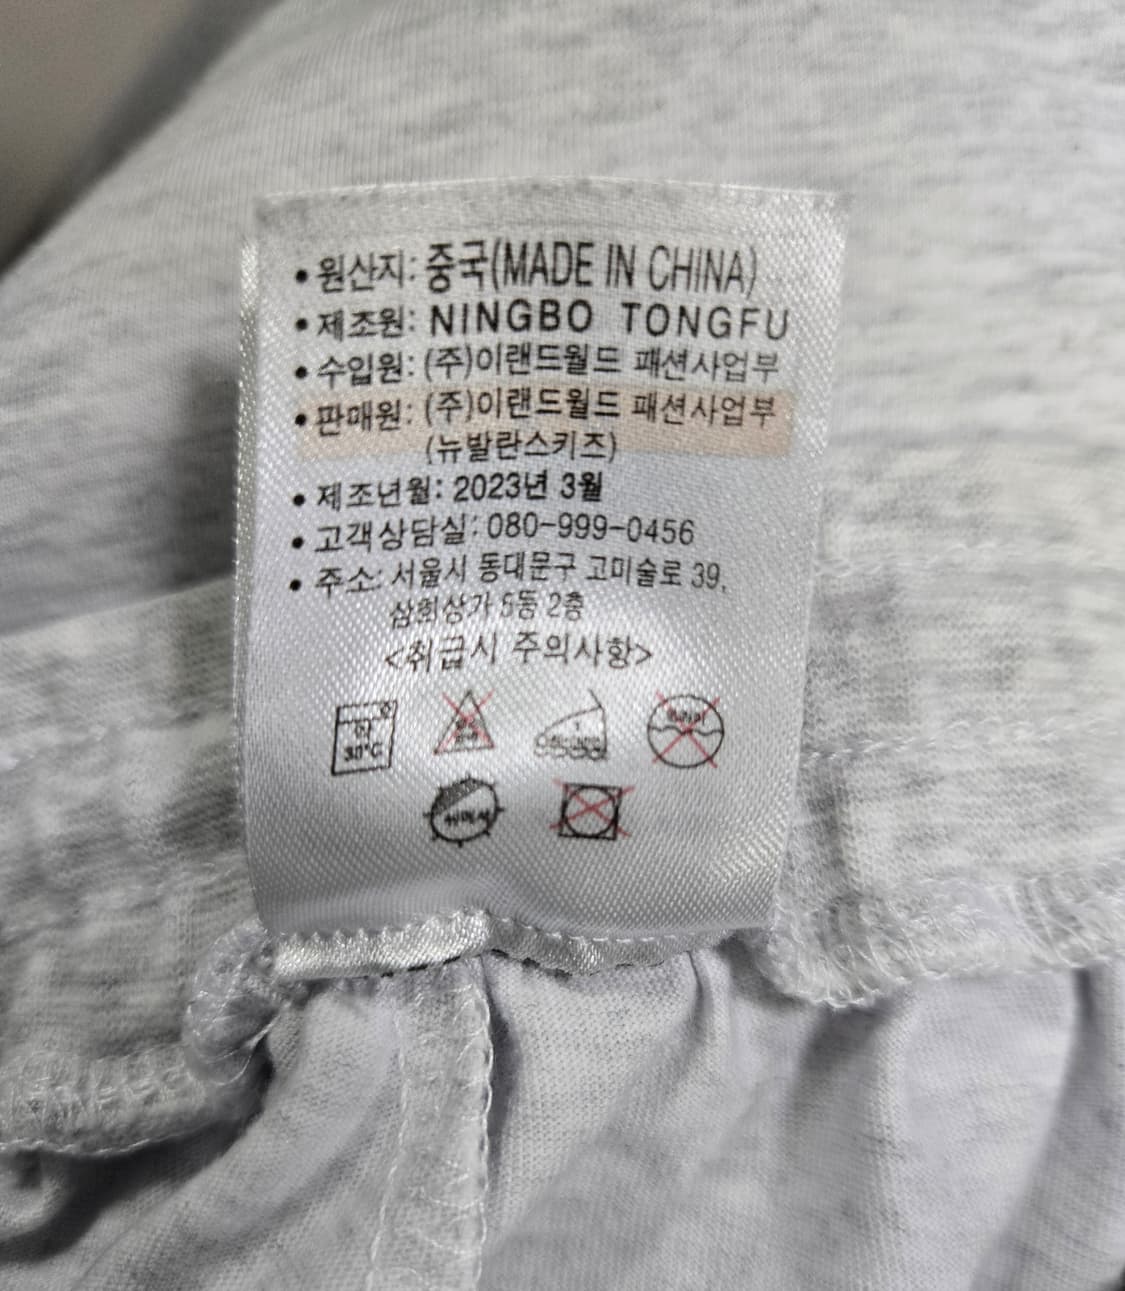 •원산지: 중국(MADE IN CHINA)
•제조원: NINGBO TONGFU
•수입원: (주)이랜드월드 패션사업부
•판매원: (주)이랜드월드 패션사업부
(뉴발란스키즈)
•제조년월: 2023년 3월
•고객상담실: 080-999-0456
•주소: 서울시 동대문구 고미술로 39,
삼희상가 5동 2층
<취급시 주의사항>
약 30℃